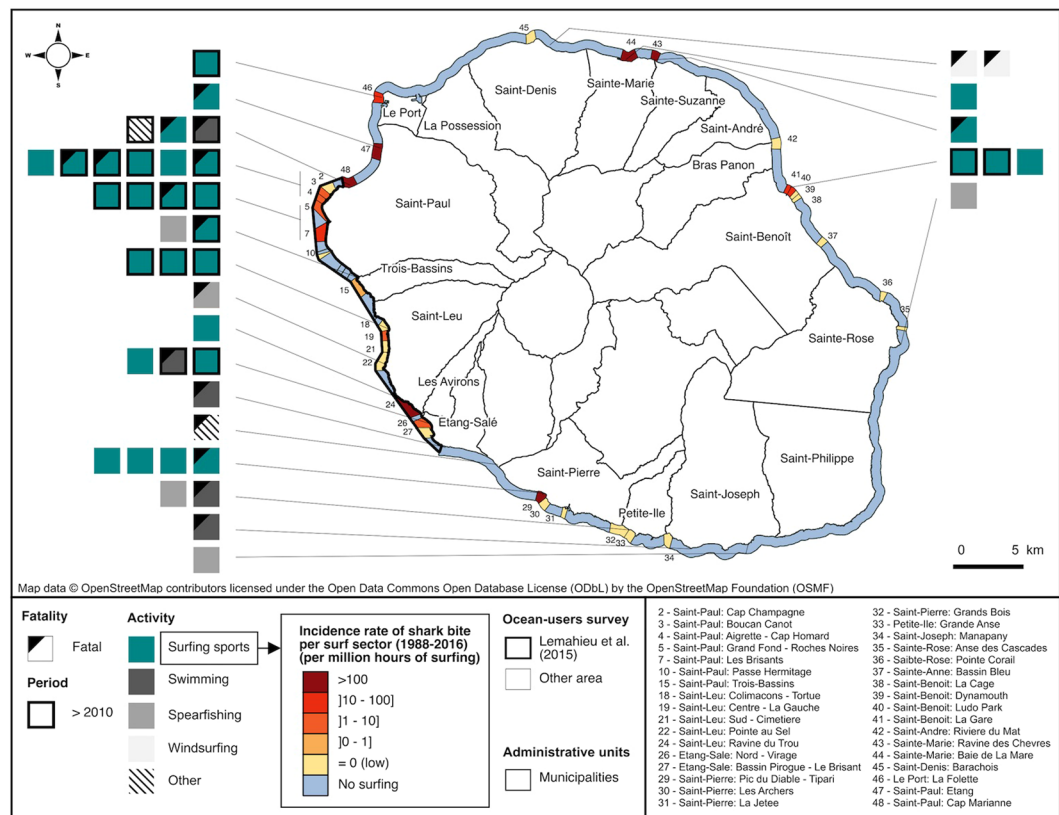 N
W
E
S
45
44
43
46
Le Port
La Possession
Saint-Denis
Sainte-Marie
Sainte-Suzanne
Saint-André
42
47
48
2
3
4
5
7
10
15
Saint-Paul
Bras Panon
41
40
39
38
Saint-Benoît
37
36
35
Trois-Bassins
18
19
21
22
Saint-Leu
Sainte-Rose
Les Avirons
24
26
27
Etang-Salé
Saint-Pierre
Saint-Philippe
Saint-Joseph
Petite-Ile
29
30
31
32
33
34
0 5 km
Map data © OpenStreetMap contributors licensed under the Open Data Commons Open Database License (ODbL) by the OpenStreetMap Foundation (OSMF)
Fatality
Fatal
Period
> 2010
Activity
Surfing sports
Swimming
Spearfishing
Windsurfing
Other
Incidence rate of shark bite
per surf sector (1988-2016)
(per million hours of surfing)
>100
]10 - 100]
]1 - 10]
]0 - 1]
= 0 (low)
No surfing
Ocean-users survey
Lemahieu et al.
(2015)
Other area
Administrative units
Municipalities
2 - Saint-Paul: Cap Champagne
3 - Saint-Paul: Boucan Canot
4 - Saint-Paul: Aigrette - Cap Homard
5 - Saint-Paul: Grand Fond - Roches Noires
7 - Saint-Paul: Les Brisants
10 - Saint-Paul: Passe Hermitage
15 - Saint-Paul: Trois-Bassins
18 - Saint-Leu: Colimacons - Tortue
19 - Saint-Leu: Centre - La Gauche
21 - Saint-Leu: Sud - Cimetiere
22 - Saint-Leu: Pointe au Sel
24 - Saint-Leu: Ravine du Trou
26 - Etang-Sale: Nord - Virage
27 - Etang-Sale: Bassin Pirogue - Le Brisant
29 - Saint-Pierre: Pic du Diable - Tipari
30 - Saint-Pierre: Les Archers
31 - Saint-Pierre: La Jetee
32 - Saint-Pierre: Grands Bois
33 - Petite-Ile: Grande Anse
34 - Saint-Joseph: Manapany
35 - Sainte-Rose: Anse des Cascades
36 - Sainte-Rose: Pointe Corail
37 - Sainte-Anne: Bassin Bleu
38 - Saint-Benoit: La Cage
39 - Saint-Benoit: Dynamouth
40 - Saint-Benoit: Ludo Park
41 - Saint-Benoit: La Gare
42 - Saint-Andre: Riviere du Mat
43 - Sainte-Marie: Ravine des Chevres
44 - Sainte-Marie: Baie de La Mare
45 - Saint-Denis: Barachois
46 - Le Port: La Folette
47 - Saint-Paul: Etang
48 - Saint-Paul: Cap Marianne